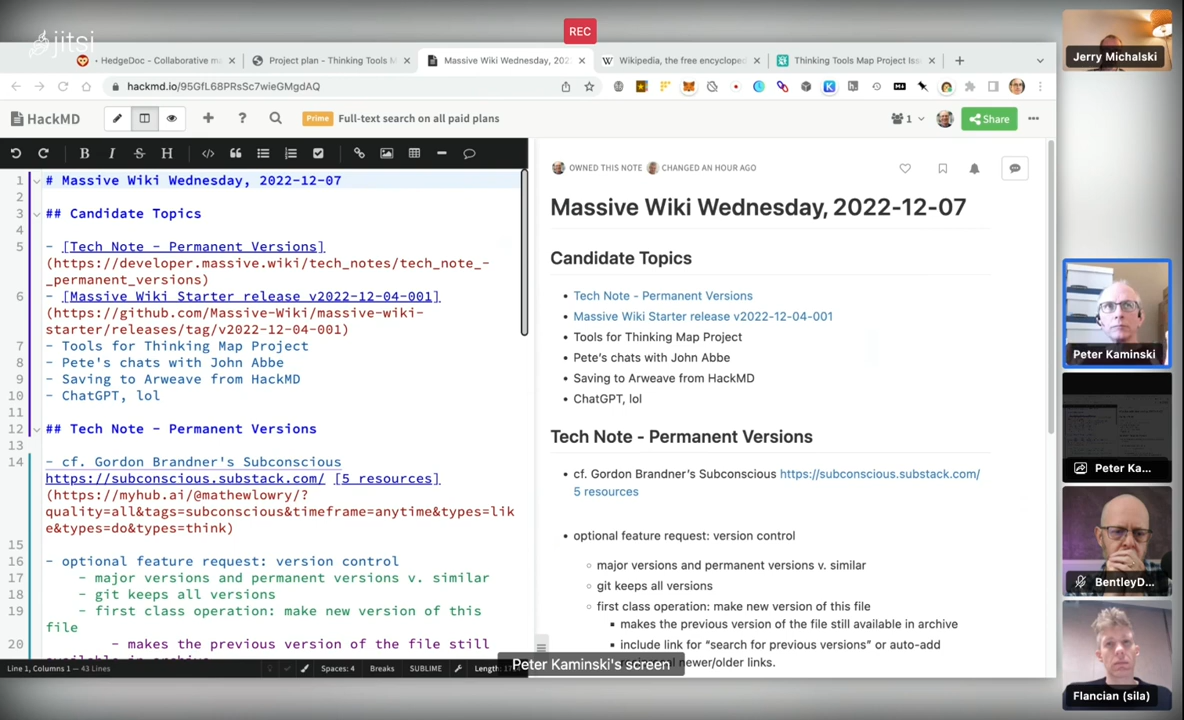 jitsi
REC
HedgeDoc - Collaborative m
Project plan - Thinking Tools M
Massive Wiki Wednesday, 202
Wikipedia, the free encycloped
Thinking Tools Map Project Iss
hackmd.io/95GfL68PRsSc7wieGMgdAQ
HackMD
Prime
Full-text search on all paid plans
1
Share
1 # Massive Wiki Wednesday, 2022-12-07
2
3 ## Candidate Topics
4
5 - [Tech Note - Permanent Versions]
(https://developer.massive.wiki/tech_notes/tech_note_-
_permanent_versions)
6 - [Massive Wiki Starter release v2022-12-04-001]
(https://github.com/Massive-Wiki/massive-wiki-
starter/releases/tag/v2022-12-04-001)
7 - Tools for Thinking Map Project
8 - Pete's chats with John Abbe
9 - Saving to Arweave from HackMD
10 - ChatGPT, lol
11
12 ## Tech Note - Permanent Versions
13
14 - cf. Gordon Brandner's Subconscious
https://subconscious.substack.com/ [5 resources]
(https://myhub.ai/@mathewlowry/?
quality=all&tags=subconscious&timeframe=anytime&types=lik
e&types=do&types=think)
15
16 - optional feature request: version control
17 - major versions and permanent versions v. similar
18 - git keeps all versions
19 - first class operation: make new version of this
file
20 - makes the previous version of the file still
available in archive
Line 1, Columns 1 — 43 Lines
Spaces: 4
Breaks
SUBLIME
Length:
OWNED THIS NOTE
CHANGED AN HOUR AGO
Massive Wiki Wednesday, 2022-12-07
Candidate Topics
• Tech Note - Permanent Versions
• Massive Wiki Starter release v2022-12-04-001
• Tools for Thinking Map Project
• Pete's chats with John Abbe
• Saving to Arweave from HackMD
• ChatGPT, lol
Tech Note - Permanent Versions
• cf. Gordon Brandner's Subconscious https://subconscious.substack.com/
5 resources
• optional feature request: version control
◦ major versions and permanent versions v. similar
◦ git keeps all versions
◦ first class operation: make new version of this file
▪ makes the previous version of the file still available in archive
▪ include link for “search for previous versions” or auto-add
newer/older links.
Peter Kaminski's screen
Jerry Michalski
Peter Kaminski
Peter Ka...
BentleyD...
Flancian (sila)